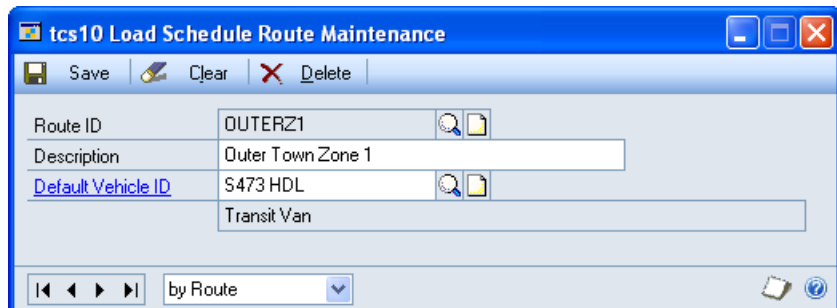 tcs10 Load Schedule Route Maintenance
Save Clear Delete
Route ID OUTERZ1
Description Outer Town Zone 1
Default Vehicle ID S473 HDL
Transit Van
by Route